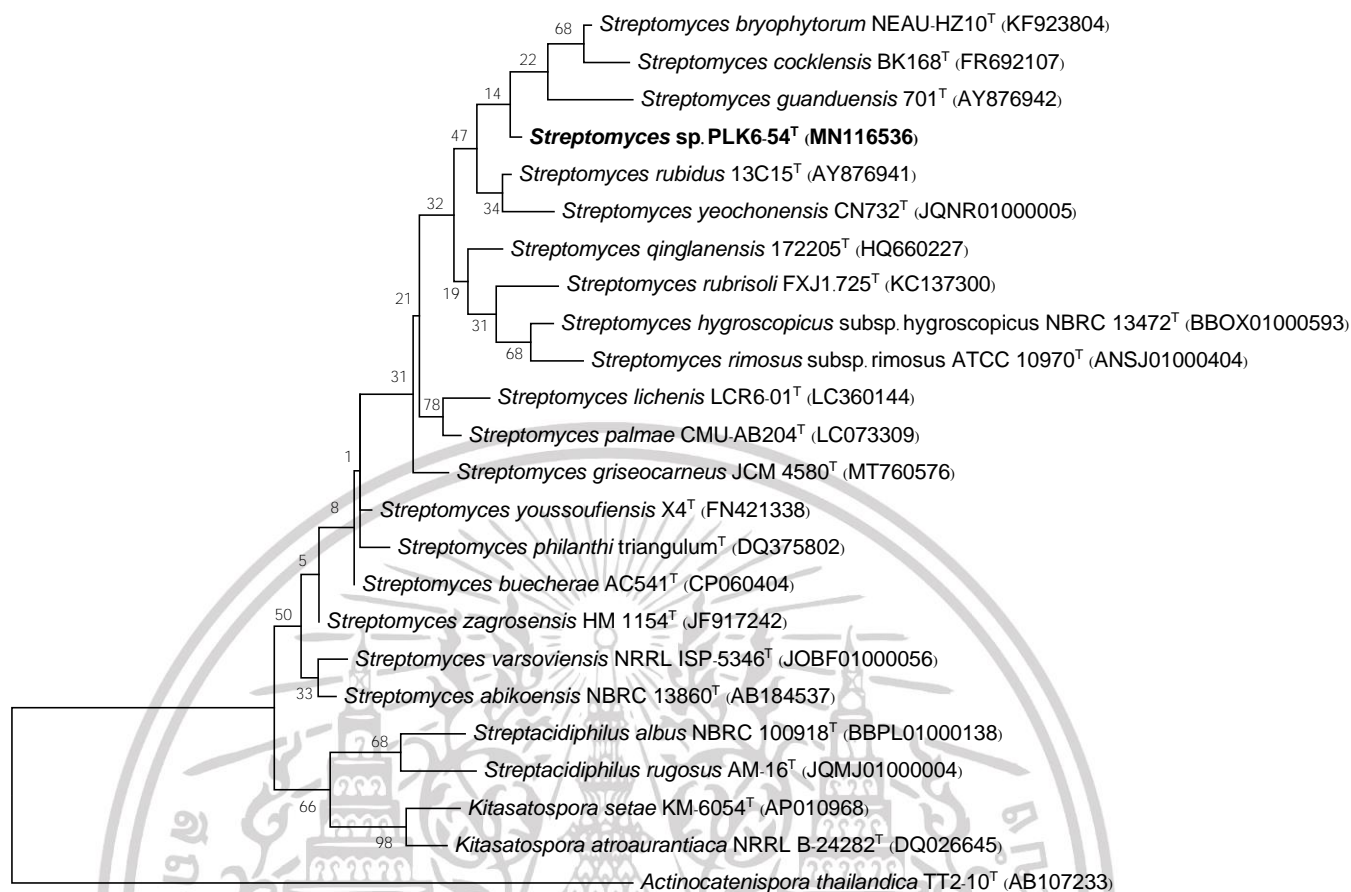 68
Streptomyces bryophytorum NEAU-HZ10ᵀ (KF923804)
Streptomyces cocklensis BK168ᵀ (FR692107)
22
Streptomyces guanduensis 701ᵀ (AY876942)
14
Streptomyces sp. PLK6-54ᵀ (MN116536)
47
Streptomyces rubidus 13C15ᵀ (AY876941)
34
Streptomyces yeochonensis CN732ᵀ (JQNR01000005)
32
Streptomyces qinglanensis 172205ᵀ (HQ660227)
19
Streptomyces rubrisoli FXJ1.725ᵀ (KC137300)
31
Streptomyces hygroscopicus subsp. hygroscopicus NBRC 13472ᵀ (BBOX01000593)
68
Streptomyces rimosus subsp. rimosus ATCC 10970ᵀ (ANSJ01000404)
21
31
Streptomyces lichenis LCR6-01ᵀ (LC360144)
78
Streptomyces palmae CMU-AB204ᵀ (LC073309)
Streptomyces griseocarneus JCM 4580ᵀ (MT760576)
1
Streptomyces youssoufiensis X4ᵀ (FN421338)
8
Streptomyces philanthi triangulumᵀ (DQ375802)
Streptomyces buecherae AC541ᵀ (CP060404)
5
Streptomyces zagrosensis HM 1154ᵀ (JF917242)
50
Streptomyces varsoviensis NRRL ISP-5346ᵀ (JOBF01000056)
33
Streptomyces abikoensis NBRC 13860ᵀ (AB184537)
Streptacidiphilus albus NBRC 100918ᵀ (BBPL01000138)
68
Streptacidiphilus rugosus AM-16ᵀ (JQMJ01000004)
66
Kitasatospora setae KM-6054ᵀ (AP010968)
98
Kitasatospora atroaurantiaca NRRL B-24282ᵀ (DQ026645)
Actinocatenispora thailandica TT2-10ᵀ (AB107233)